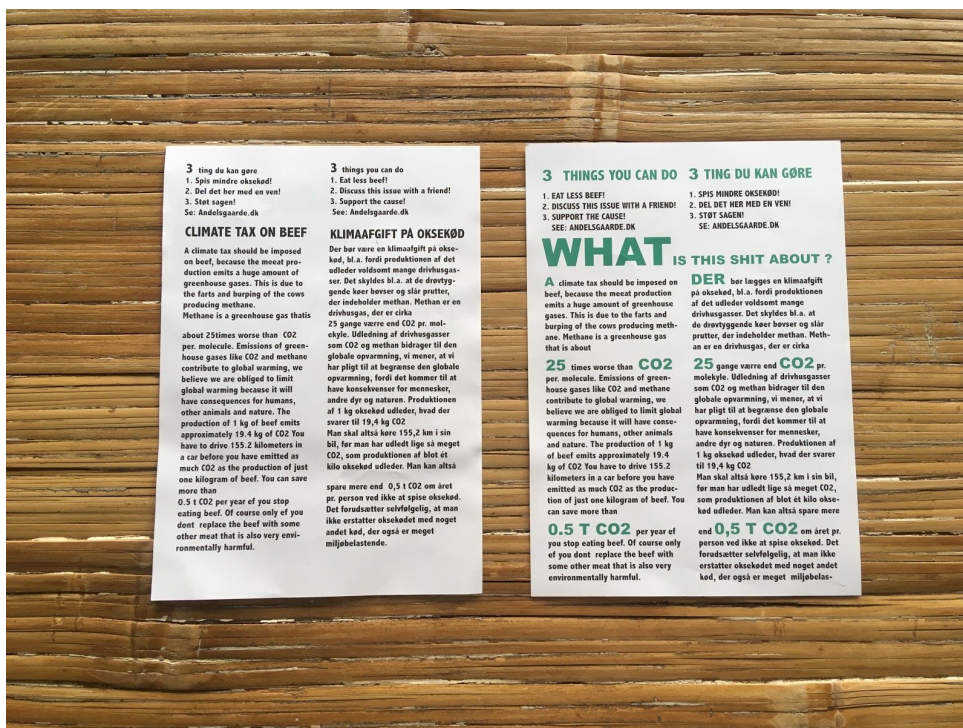 3 ting du kan gøre
1. Spis mindre oksekød!
2. Del det her med en ven!
3. Støt sagen!
Se: Andelsgaarde.dk
CLIMATE TAX ON BEEF
A climate tax should be imposed
on beef, because the meeat pro-
duction emits a huge amount of
greenhouse gases. This is due to
the farts and burping of the cows
producing methane.
Methane is a greenhouse gas thatis
about 25times worse than CO2
per. molecule. Emissions of green-
house gases like CO2 and methane
contribute to global warming, we
believe we are obliged to limit
global warming because it will
have consequences for humans,
other animals and nature. The
production of 1 kg of beef emits
approximately 19.4 kg of CO2 You
have to drive 155.2 kilometers in
a car before you have emitted as
much CO2 as the production of just
one kilogram of beef. You can save
more than
0.5 t CO2 per year ef you stop
eating beef. Of course only ef you
dont replace the beef with some
other meat that is also very envi-
ronmentally harmful.
3 things you can do
1. Eat less beef!
2. Discuss this issue with a friend!
3. Support the cause!
See: Andelsgaarde.dk
KLIMAAFGIFT PÅ OKSEKØD
Der bør være en klimaafgift på okse-
kød, bl.a. fordi produktionen af det
udleder voldsomt mange drivhusgas-
ser. Det skyldes bl.a. at de drøvtyg-
gende køer bøvser og slår prutter,
der indeholder methan. Methan er en
drivhusgas, der er cirka
25 gange værre end CO2 pr. mol-
ekyle. Udledning af drivhusgasser
som CO2 og methan bidrager til den
globale opvarmning, vi mener, at vi
har pligt til at begrænse den globale
opvarmning, fordi det kommer til at
have konsekvenser for mennesker,
andre dyr og naturen. Produktionen
af 1 kg oksekød udleder, hvad der
svarer til 19,4 kg CO2
Man skal altså køre 155,2 km i sin
bil, før man har udledt lige så meget
CO2, som produktionen af blot ét
kilo oksekød udleder. Man kan altså
spare mere end 0,5 t CO2 om året
pr. person ved ikke at spise oksekød.
Det forudsætter selvfølgelig, at man
ikke erstatter oksekødet med noget
andet kød, der også er meget
miljøbelastende.
3 THINGS YOU CAN DO
1. EAT LESS BEEF!
2. DISCUSS THIS ISSUE WITH A FRIEND!
3. SUPPORT THE CAUSE!
SEE: ANDELSGAARDE.DK
3 TING DU KAN GØRE
1. SPIS MINDRE OKSEKØD!
2. DEL DET HER MED EN VEN!
3. STØT SAGEN!
SE: ANDELSGAARDE.DK
WHAT IS THIS SHIT ABOUT ?
A climate tax should be imposed on
beef, because the meeat production
emits a huge amount of greenhouse
gases. This is due to the farts and
burping of the cows producing meth-
ane. Methane is a greenhouse gas
that is about
25 times worse than CO2
per. molecule. Emissions of green-
house gases like CO2 and methane
contribute to global warming, we
believe we are obliged to limit global
warming because it will have conse-
quences for humans, other animals
and nature. The production of 1 kg
of beef emits approximately 19.4
kg of CO2 You have to drive 155.2
kilometers in a car before you have
emitted as much CO2 as the produc-
tion of just one kilogram of beef. You
can save more than
0.5 T CO2 per year ef
you stop eating beef. Of course only
ef you dont replace the beef with
some other meat that is also very
environmentally harmful.
DER bør lægges en klimaafgift
på oksekød, bl.a. fordi produktionen
af det udleder voldsomt mange
drivhusgasser. Det skyldes bl.a. at
de drøvtyggende køer bøvser og slår
prutter, der indeholder methan. Meth-
an er en drivhusgas, der er cirka
25 gange værre end CO2 pr.
molekyle. Udledning af drivhusgasser
som CO2 og methan bidrager til den
globale opvarmning, vi mener, at vi
har pligt til at begrænse den globale
opvarmning, fordi det kommer til at
have konsekvenser for mennesker,
andre dyr og naturen. Produktionen af
1 kg oksekød udleder, hvad der svarer
til 19,4 kg CO2
Man skal altså køre 155,2 km i sin bil,
før man har udledt lige så meget CO2,
som produktionen af blot ét kilo okse-
kød udleder. Man kan altså spare mere
end 0,5 T CO2 om året pr.
person ved ikke at spise oksekød. Det
forudsætter selvfølgelig, at man ikke
erstatter oksekødet med noget andet
kød, der også er meget miljøbelas-